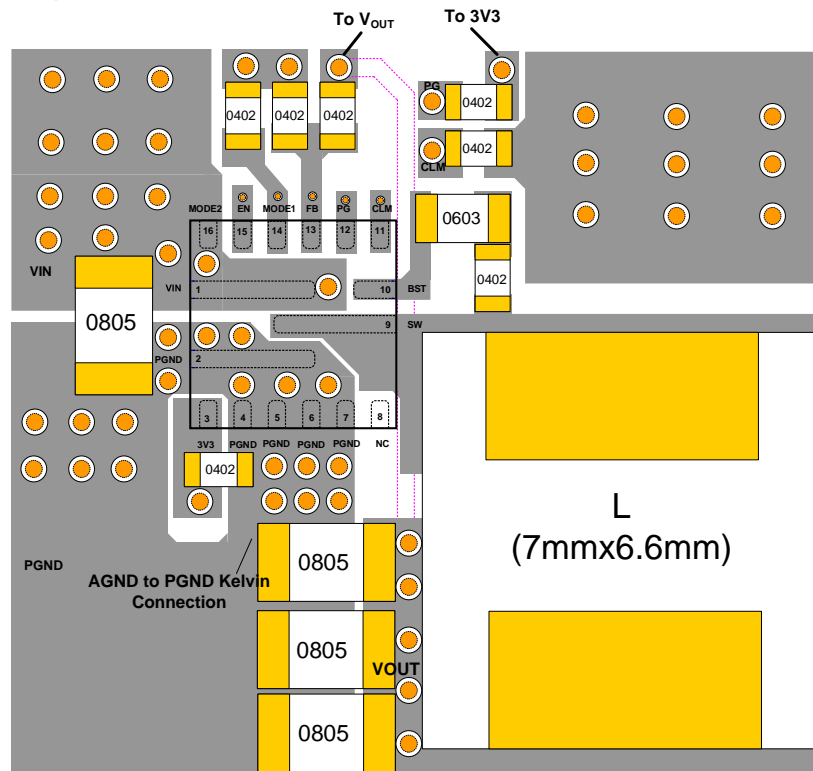 To VOUT
To 3V3
PG
0402
0402
0402
0402
0402
CLM
MODE2 EN MODE1 FB PG CLM
0603
16 15 14 13 12 11
VIN
VIN 1 10 BST
0402
0805
9 SW
PGND 2
3 4 5 6 7 8
3V3 PGND PGND PGND PGND NC
0402
L
(7mmx6.6mm)
PGND
0805
AGND to PGND Kelvin
Connection
0805
VOUT
0805